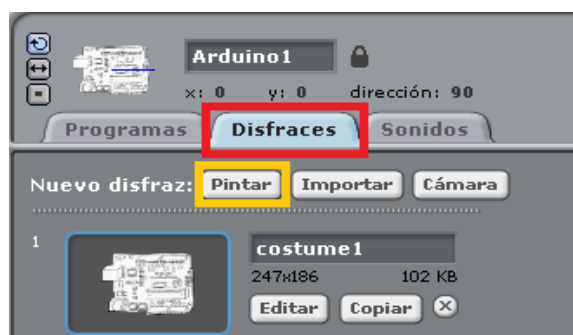 Arduino1
x: 0 y: 0 dirección: 90
Programas Disfraces Sonidos
Nuevo disfraz: Pintar Importar Cámara
1 costume1
247x186 102 KB
Editar Copiar